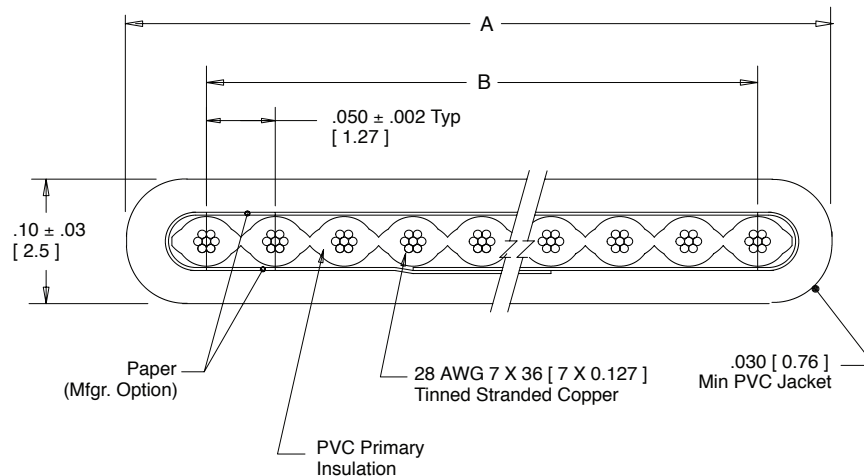 A
B
.050 ± .002 Typ
[ 1.27 ]
.10 ± .03
[ 2.5 ]
Paper
(Mfgr. Option)
28 AWG 7 X 36 [ 7 X 0.127 ]
Tinned Stranded Copper
.030 [ 0.76 ]
Min PVC Jacket
PVC Primary
Insulation